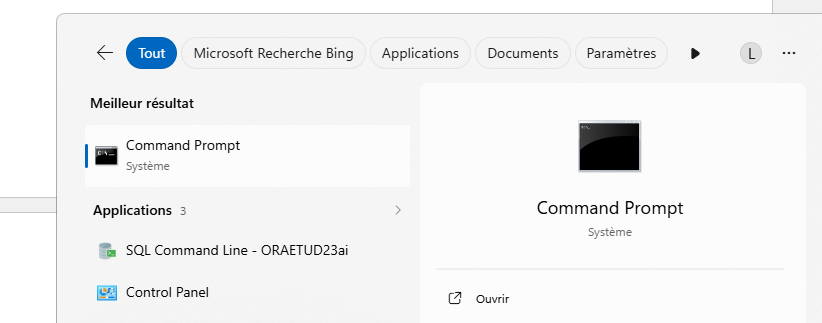 Tout Microsoft Recherche Bing Applications Documents Paramètres L
Meilleur résultat
Command Prompt
Système
Applications 3
SQL Command Line - ORAETUD23ai
Control Panel
Command Prompt
Système
Ouvrir